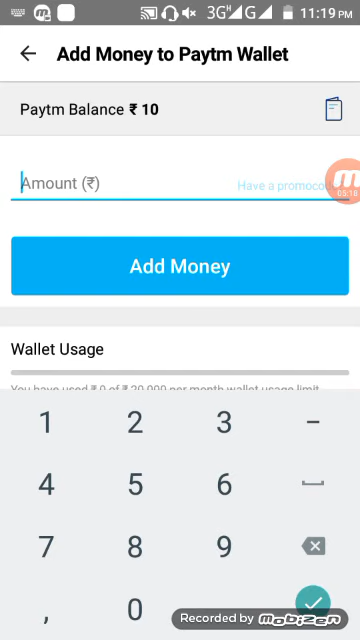 3G H G 11:19 PM
Add Money to Paytm Wallet
Paytm Balance ₹ 10
Amount (₹) Have a promocod
05:18
Add Money
Wallet Usage
You have used ₹ 0 of ₹ 20,000 per month wallet usage limit
1 2 3 –
4 5 6
7 8 9
, 0
Recorded by mobizen